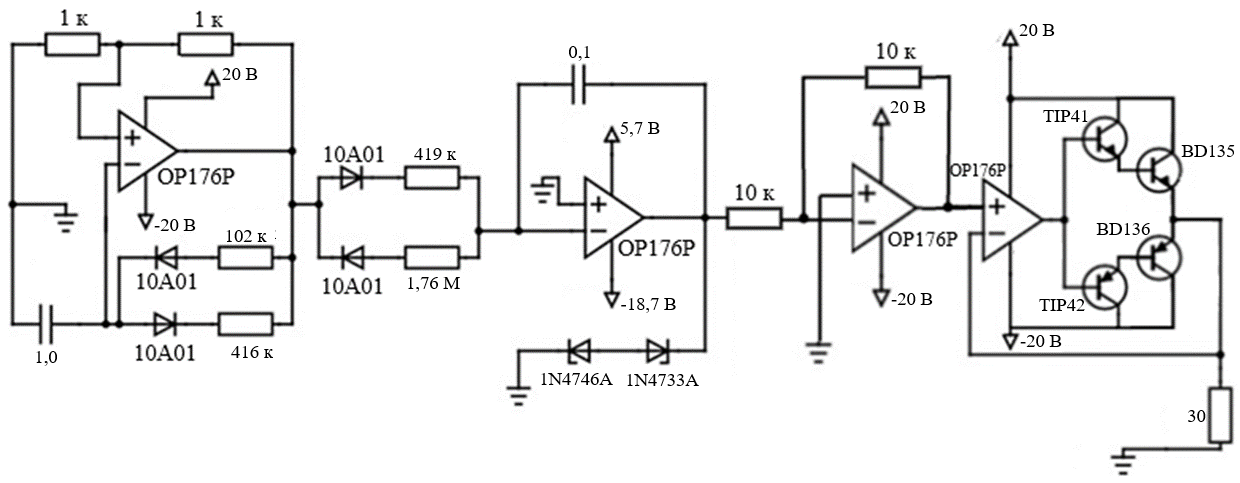 1 к
1 к
20 В
OP176P
-20 В
102 к
10A01
416 к
10A01
1,0
10A01
419 к
10A01
1,76 М
0,1
5,7 В
OP176P
-18,7 В
1N4746A
1N4733A
10 к
10 к
20 В
OP176P
-20 В
20 В
OP176P
-20 В
TIP41
BD135
BD136
TIP42
30